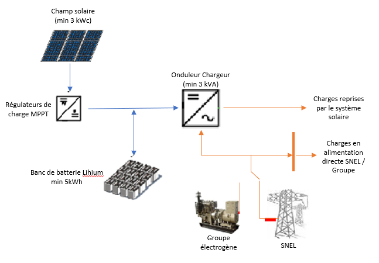 Champ solaire
(min 3 kWc)
Onduleur Chargeur
(min 3 kVA)
Régulateurs de
charge MPPT
Charges reprises
par le système
solaire
Charges en
alimentation
directe SNEL /
Groupe
Banc de batterie Lihium
min 5kWh
Groupe
électrogène
SNEL